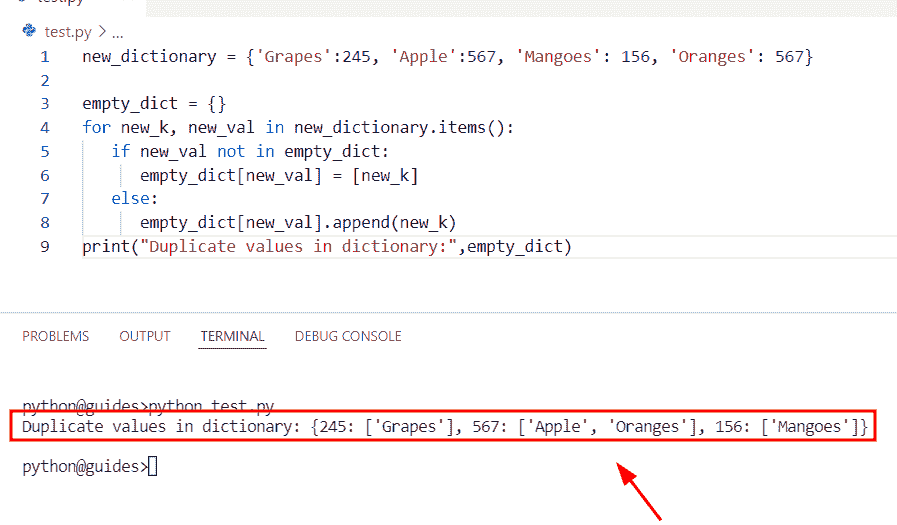 test.py
test.py > ...
1 new_dictionary = {'Grapes':245, 'Apple':567, 'Mangoes': 156, 'Oranges': 567}
2
3 empty_dict = {}
4 for new_k, new_val in new_dictionary.items():
5    if new_val not in empty_dict:
6       empty_dict[new_val] = [new_k]
7    else:
8       empty_dict[new_val].append(new_k)
9 print("Duplicate values in dictionary:",empty_dict)
PROBLEMS OUTPUT TERMINAL DEBUG CONSOLE
python@guides>python test.py
Duplicate values in dictionary: {245: ['Grapes'], 567: ['Apple', 'Oranges'], 156: ['Mangoes']}
python@guides>